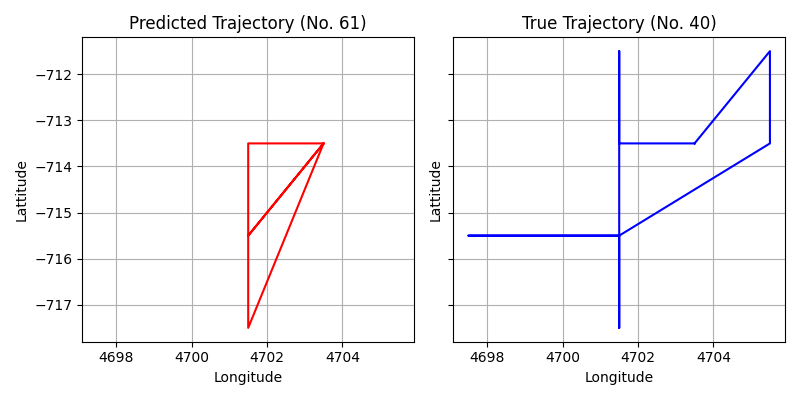 Predicted Trajectory (No. 61)
True Trajectory (No. 40)
Lattitude
−712
−713
−714
−715
−716
−717
4698
4700
4702
4704
Longitude
Lattitude
4698
4700
4702
4704
Longitude